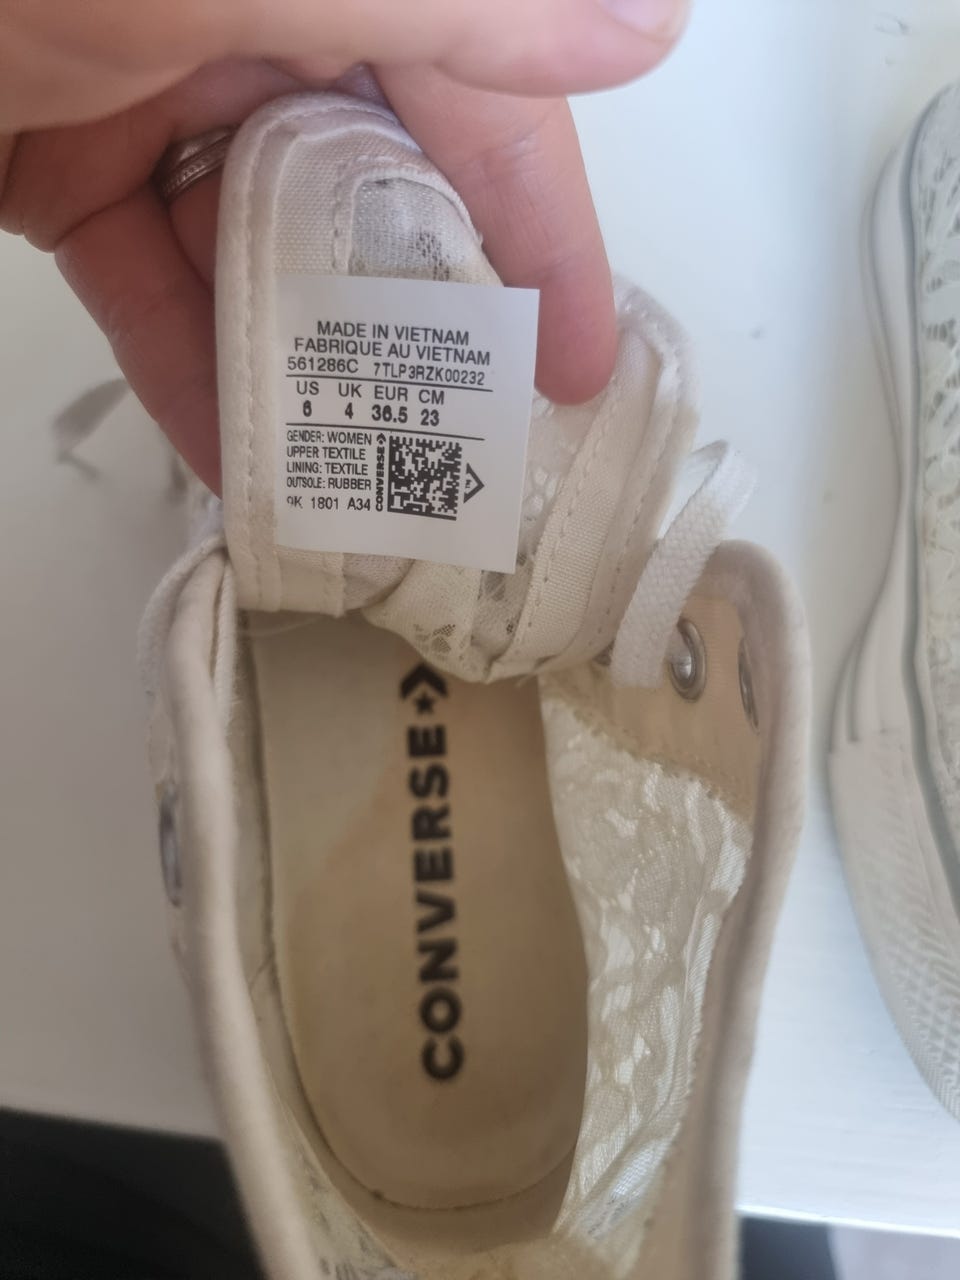 MADE IN VIETNAM
FABRIQUE AU VIETNAM
561286C 7TLP3RZK00232
US UK EUR CM
6 4 36.5 23
GENDER: WOMEN
UPPER TEXTILE
LINING: TEXTILE
OUTSOLE: RUBBER
9K 1801 A34
CONVERSE
TM
CONVERSE